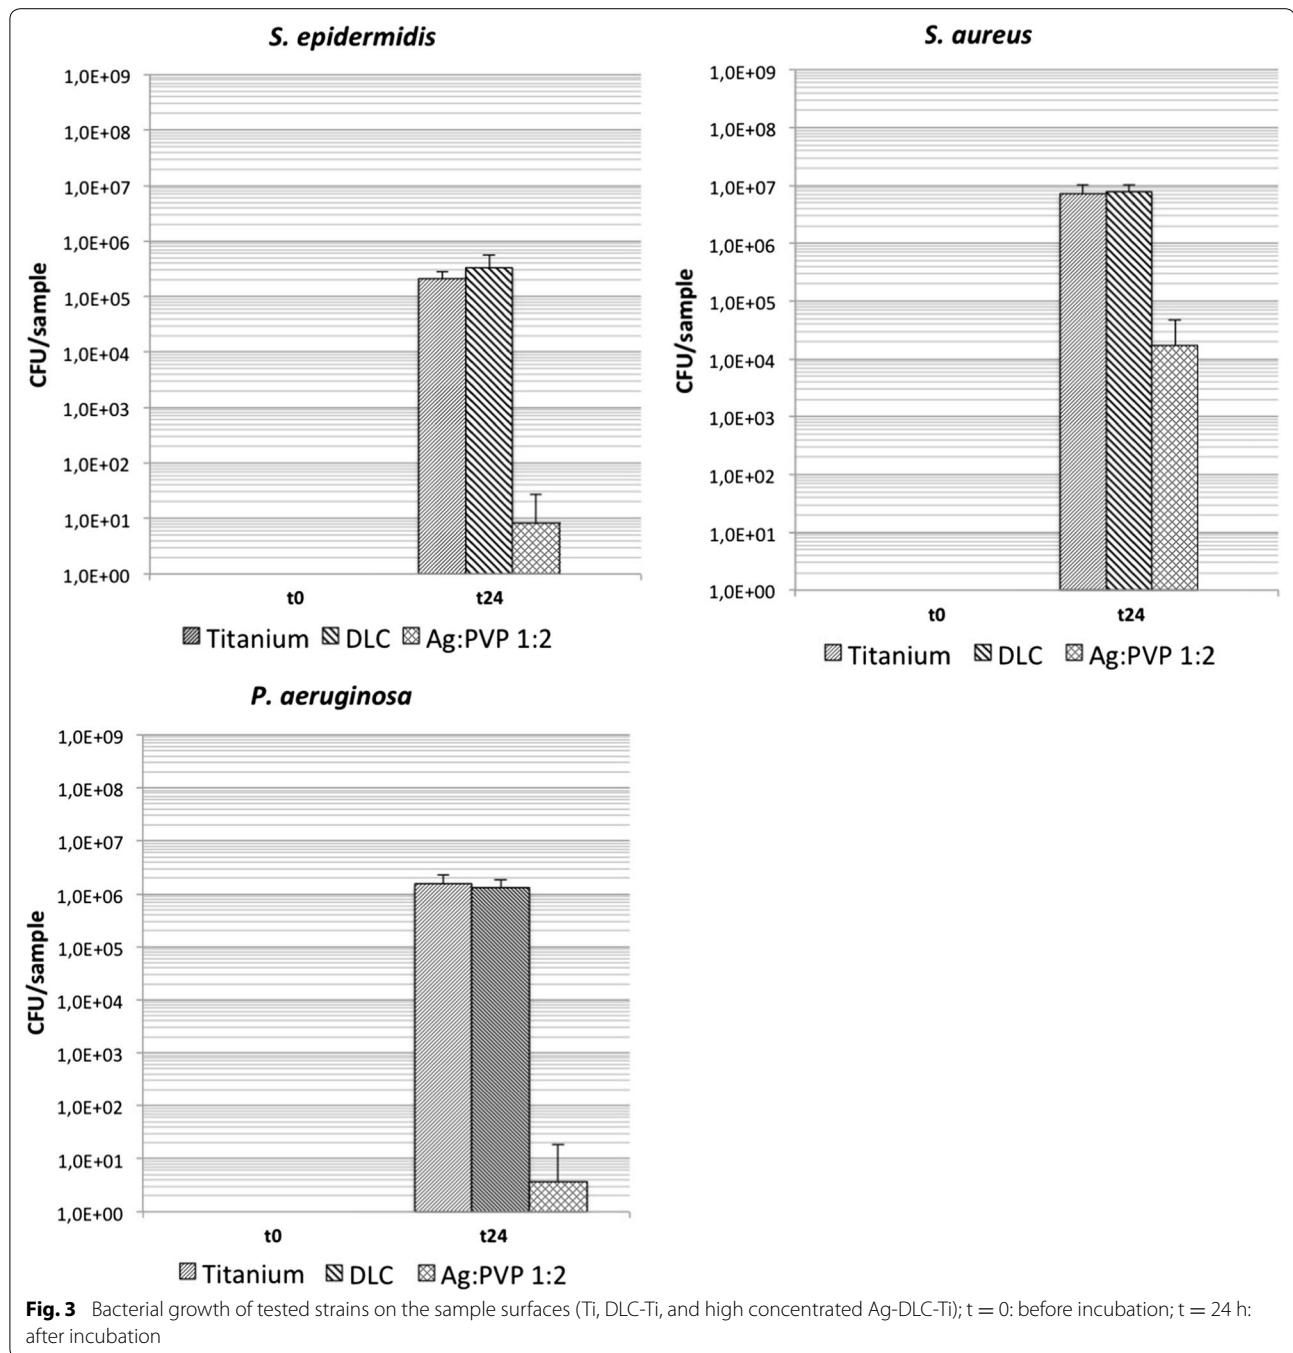 S. epidermidis
1,0E+09
1,0E+08
1,0E+07
1,0E+06
1,0E+05
1,0E+04
1,0E+03
1,0E+02
1,0E+01
1,0E+00
CFU/sample
t0 t24
Titanium DLC Ag:PVP 1:2
S. aureus
1,0E+09
1,0E+08
1,0E+07
1,0E+06
1,0E+05
1,0E+04
1,0E+03
1,0E+02
1,0E+01
1,0E+00
CFU/sample
t0 t24
Titanium DLC Ag:PVP 1:2
P. aeruginosa
1,0E+09
1,0E+08
1,0E+07
1,0E+06
1,0E+05
1,0E+04
1,0E+03
1,0E+02
1,0E+01
1,0E+00
CFU/sample
t0 t24
Titanium DLC Ag:PVP 1:2
Fig. 3 Bacterial growth of tested strains on the sample surfaces (Ti, DLC-Ti, and high concentrated Ag-DLC-Ti); t = 0: before incubation; t = 24 h:
after incubation